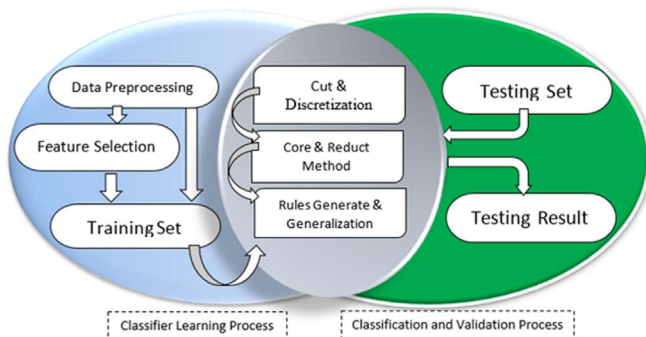 Data Preprocessing
Feature Selection
Training Set
Cut &
Discretization
Core & Reduct
Method
Rules Generate &
Generalization
Testing Set
Testing Result
Classifier Learning Process
Classification and Validation Process